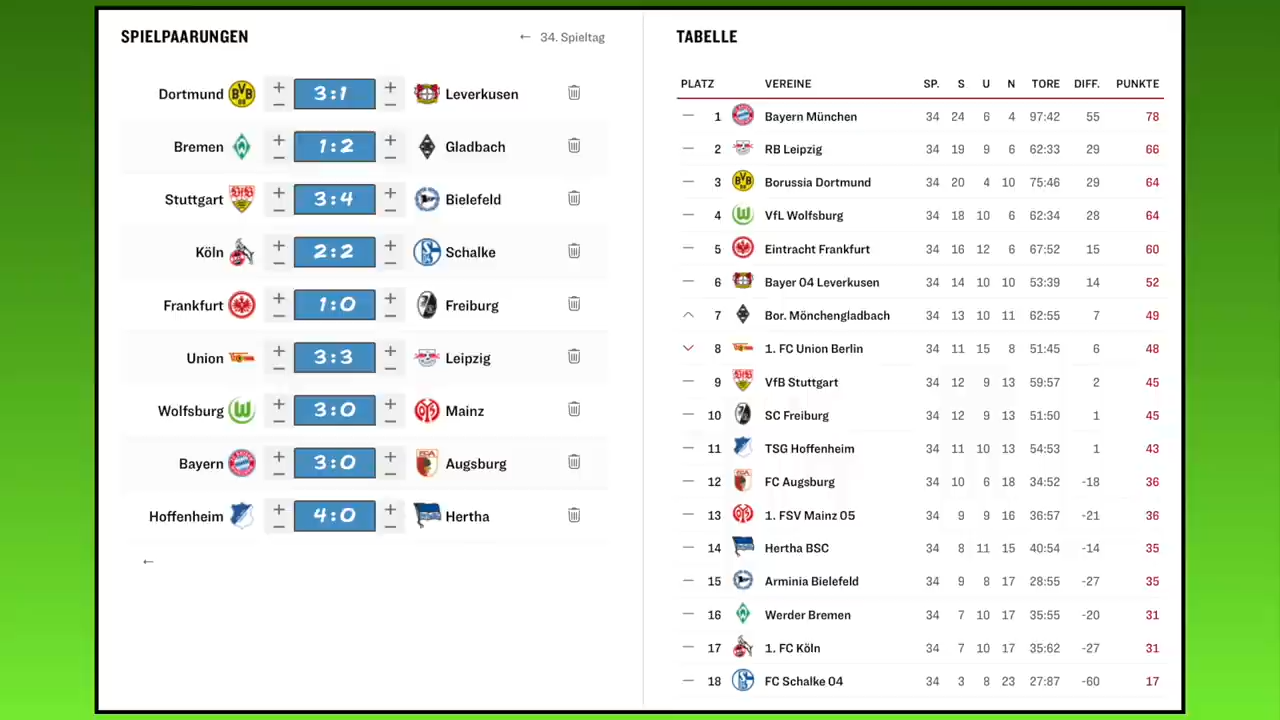 SPIELPAARUNGEN
← 34. Spieltag
Dortmund 3:1 Leverkusen
Bremen 1:2 Gladbach
Stuttgart 3:4 Bielefeld
Köln 2:2 Schalke
Frankfurt 1:0 Freiburg
Union 3:3 Leipzig
Wolfsburg 3:0 Mainz
Bayern 3:0 Augsburg
Hoffenheim 4:0 Hertha
←
TABELLE
PLATZ VEREINE SP. S U N TORE DIFF. PUNKTE
1 Bayern München 34 24 6 4 97:42 55 78
2 RB Leipzig 34 19 9 6 62:33 29 66
3 Borussia Dortmund 34 20 4 10 75:46 29 64
4 VfL Wolfsburg 34 18 10 6 62:34 28 64
5 Eintracht Frankfurt 34 16 12 6 67:52 15 60
6 Bayer 04 Leverkusen 34 14 10 10 53:39 14 52
7 Bor. Mönchengladbach 34 13 10 11 62:55 7 49
8 1. FC Union Berlin 34 11 15 8 51:45 6 48
9 VfB Stuttgart 34 12 9 13 59:57 2 45
10 SC Freiburg 34 12 9 13 51:50 1 45
11 TSG Hoffenheim 34 11 10 13 54:53 1 43
12 FC Augsburg 34 10 6 18 34:52 -18 36
13 1. FSV Mainz 05 34 9 9 16 36:57 -21 36
14 Hertha BSC 34 8 11 15 40:54 -14 35
15 Arminia Bielefeld 34 9 8 17 28:55 -27 35
16 Werder Bremen 34 7 10 17 35:55 -20 31
17 1. FC Köln 34 7 10 17 35:62 -27 31
18 FC Schalke 04 34 3 8 23 27:87 -60 17